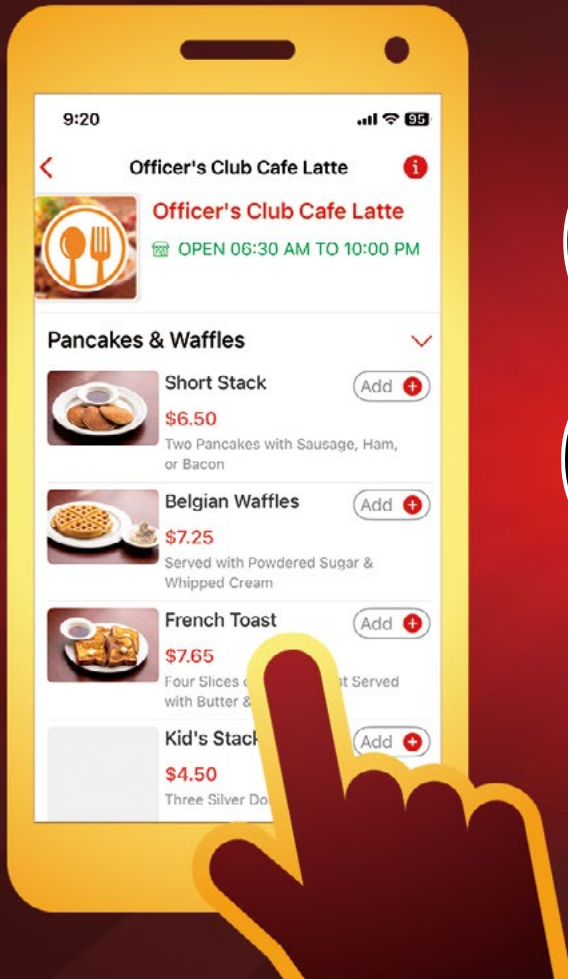 9:20
95
Officer's Club Cafe Latte
Officer's Club Cafe Latte
OPEN 06:30 AM TO 10:00 PM
Pancakes & Waffles
Short Stack
Add
$6.50
Two Pancakes with Sausage, Ham,
or Bacon
Belgian Waffles
Add
$7.25
Served with Powdered Sugar &
Whipped Cream
French Toast
Add
$7.65
Four Slices
Served
with Butter &
Kid's Stack
Add
$4.50
Three Silver